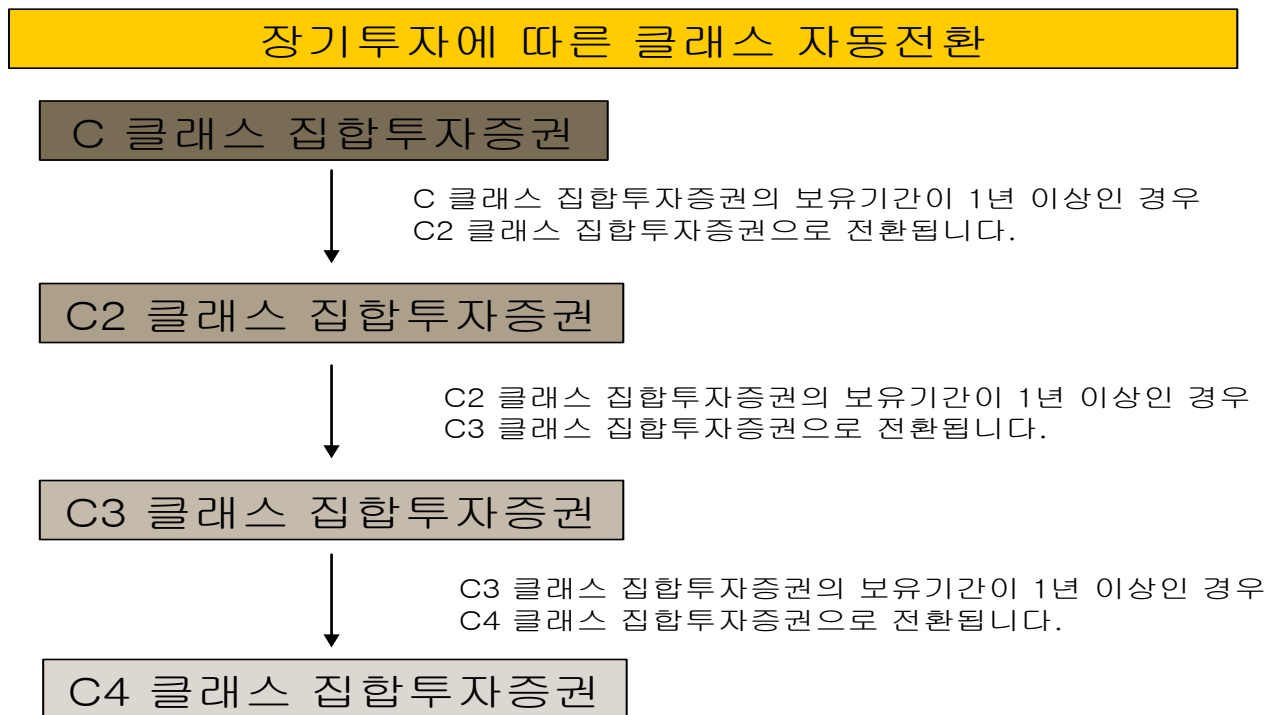 장기투자에 따른 클래스 자동전환
C 클래스 집합투자증권
C 클래스 집합투자증권의 보유기간이 1년 이상인 경우
C2 클래스 집합투자증권으로 전환됩니다.
C2 클래스 집합투자증권
C2 클래스 집합투자증권의 보유기간이 1년 이상인 경우
C3 클래스 집합투자증권으로 전환됩니다.
C3 클래스 집합투자증권
C3 클래스 집합투자증권의 보유기간이 1년 이상인 경우
C4 클래스 집합투자증권으로 전환됩니다.
C4 클래스 집합투자증권